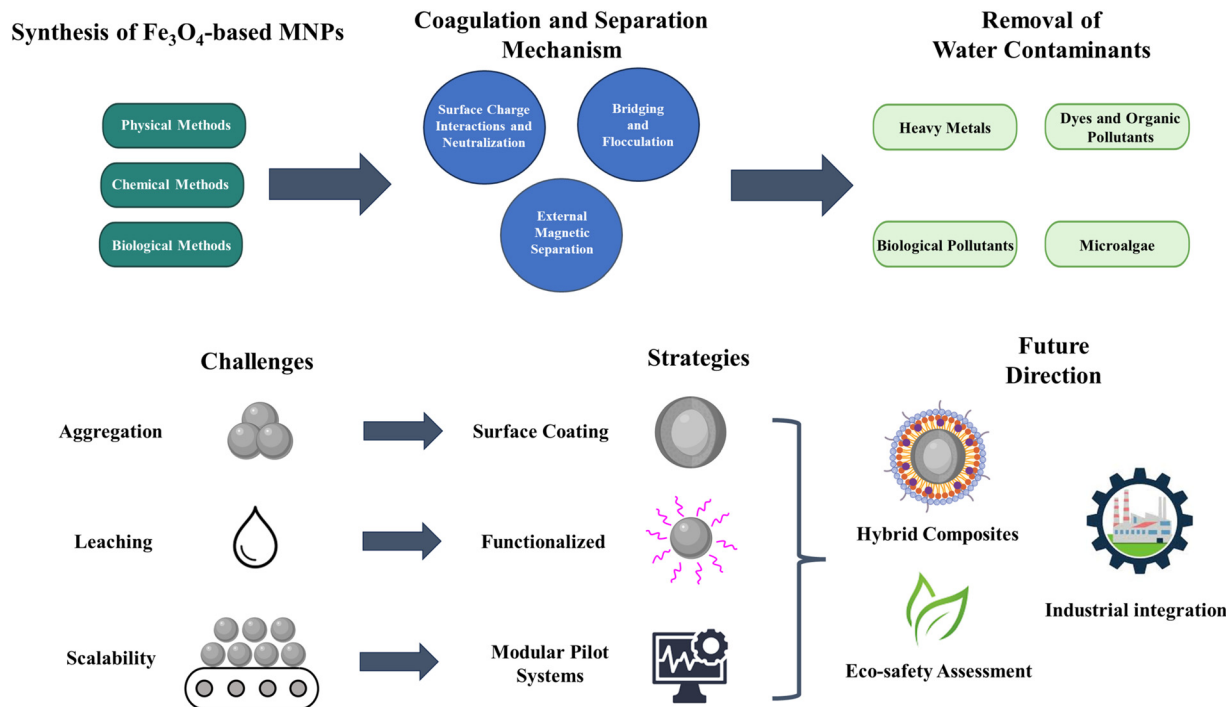 Synthesis of Fe₃O₄-based MNPs
Physical Methods
Chemical Methods
Biological Methods
Coagulation and Separation
Mechanism
Surface Charge
Interactions and
Neutralization
Bridging
and
Flocculation
External
Magnetic
Separation
Removal of
Water Contaminants
Heavy Metals
Dyes and Organic
Pollutants
Biological Pollutants
Microalgae
Challenges
Aggregation
Leaching
Scalability
Strategies
Surface Coating
Functionalized
Modular Pilot
Systems
Future
Direction
Hybrid Composites
Eco-safety Assessment
Industrial integration